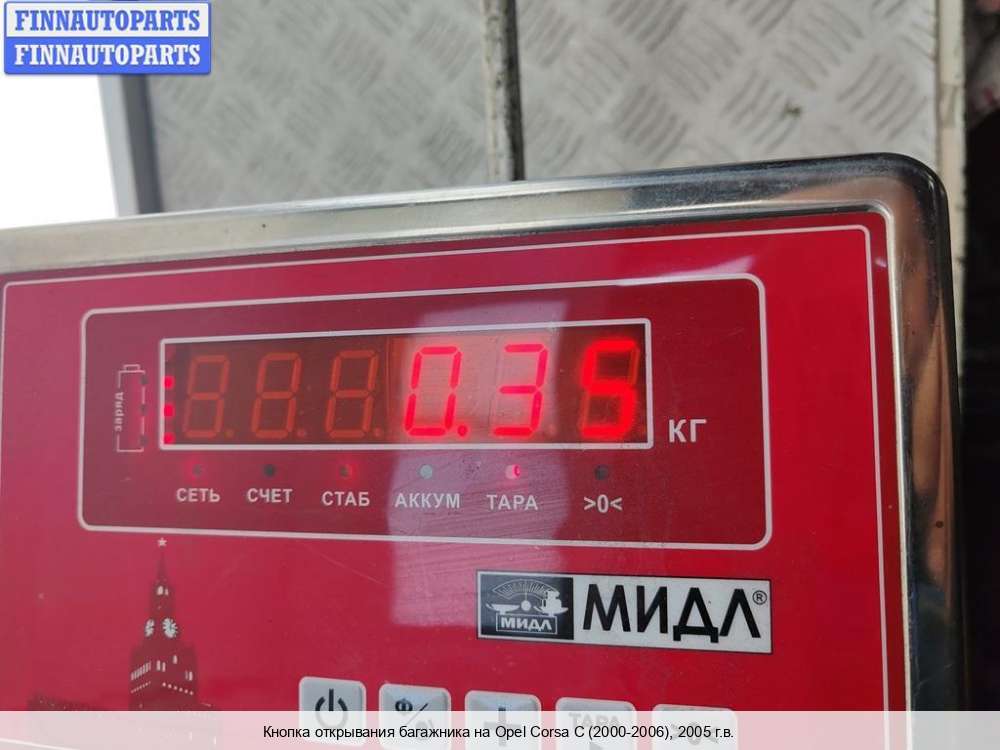 FINNAUTOPARTS
FINNAUTOPARTS
заряд
0.35
КГ
СЕТЬ СЧЕТ СТАБ АККУМ ТАРА >0<
МИДЛ МИДЛ®
Ф/
ТАРА
Кнопка открывания багажника на Opel Corsa C (2000-2006), 2005 г.в.